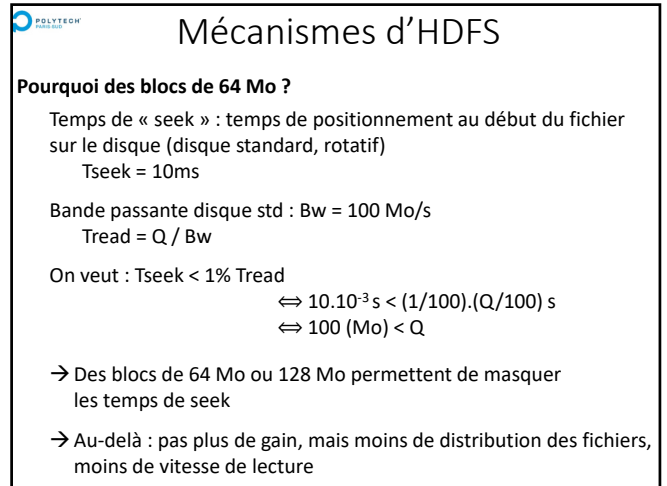 POLYTECH
PARIS-SUD
Mécanismes d’HDFS
Pourquoi des blocs de 64 Mo ?
Temps de « seek » : temps de positionnement au début du fichier
sur le disque (disque standard, rotatif)
Tseek = 10ms
Bande passante disque std : Bw = 100 Mo/s
Tread = Q / Bw
On veut : Tseek < 1% Tread
⇔ 10.10⁻³ s < (1/100).(Q/100) s
⇔ 100 (Mo) < Q
→ Des blocs de 64 Mo ou 128 Mo permettent de masquer
les temps de seek
→ Au-delà : pas plus de gain, mais moins de distribution des fichiers,
moins de vitesse de lecture